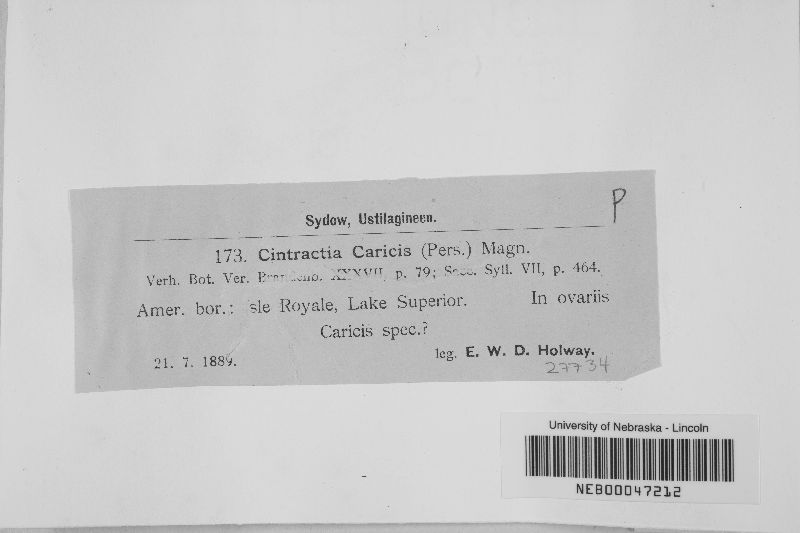 P
Sydow, Ustilagineen.
173. Cintractia Caricis (Pers.) Magn.
Verh. Bot. Ver. XXXVII, p. 79; Sacc. Syll. VII, p. 464.
Amer. bor.: sle Royale, Lake Superior. In ovariis
Caricis spec.?
21. 7. 1889. leg. E. W. D. Holway.
27734
University of Nebraska - Lincoln
NEB00047212